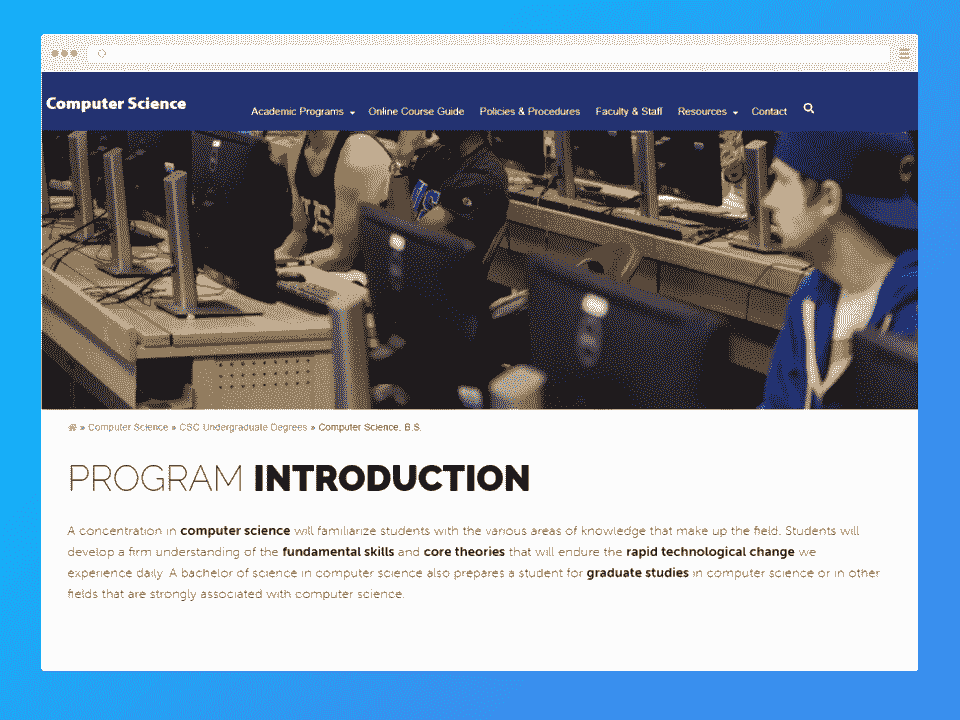 Computer Science
Academic Programs Online Course Guide Policies & Procedures Faculty & Staff Resources Contact
» Computer Science » CSC Undergraduate Degrees » Computer Science, B.S.
PROGRAM INTRODUCTION
A concentration in computer science will familiarize students with the various areas of knowledge that make up the field. Students will
develop a firm understanding of the fundamental skills and core theories that will endure the rapid technological change we
experience daily. A bachelor of science in computer science also prepares a student for graduate studies in computer science or in other
fields that are strongly associated with computer science.